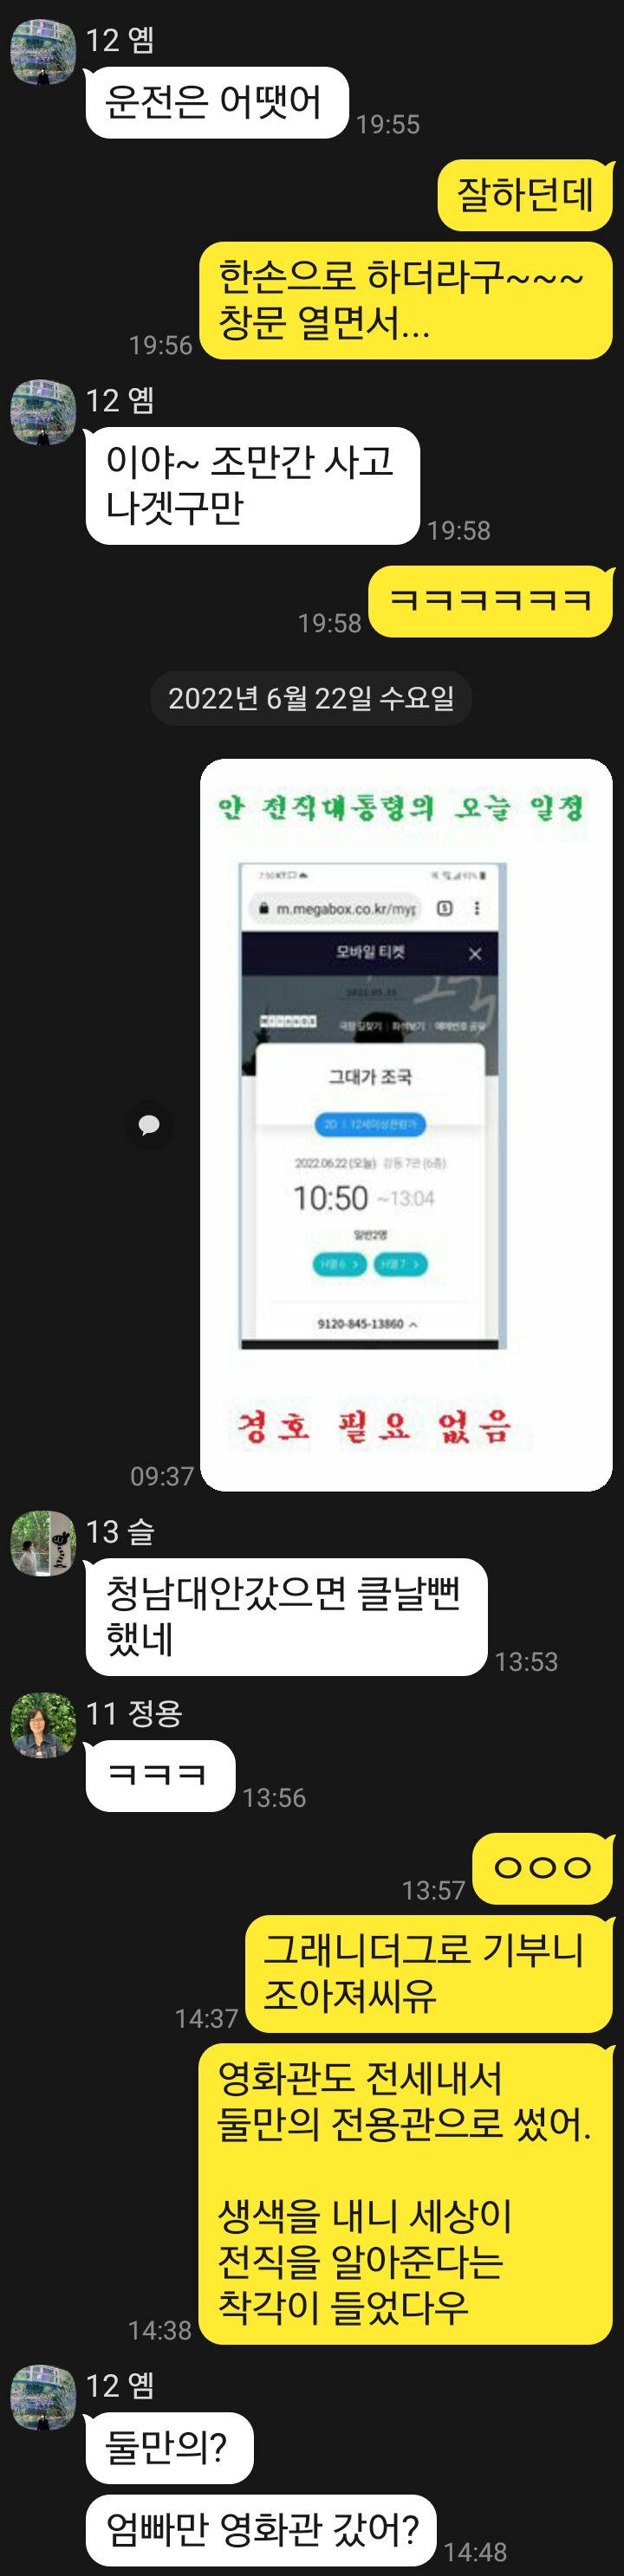 12 옘
운전은 어땟어
19:55
잘하던데
한손으로 하더라구~~~
창문 열면서...
19:56
12 옘
이야~ 조만간 사고
나겟구만
19:58
ㅋㅋㅋㅋㅋㅋ
19:58
2022년 6월 22일 수요일
안 전직대통령의 오늘 일정
m.megabox.co.kr/myp
모바일 티켓
그대가 조국
2D | 12세이상관람가
2022.06.22 (오늘) 강동 7관 (6층)
10:50 ~13:04
일반2명
H열 6 > H열 7 >
9120-845-13860
경호 필요 없음
09:37
13 슬
청남대안갔으면 클날뻔
했네
13:53
11 정용
ㅋㅋㅋ
13:56
ㅇㅇㅇ
13:57
그래니더그로 기부니
조아져씨유
14:37
영화관도 전세내서
둘만의 전용관으로 썼어.
생색을 내니 세상이
전직을 알아준다는
착각이 들었다우
14:38
12 옘
둘만의?
엄빠만 영화관 갔어?
14:48